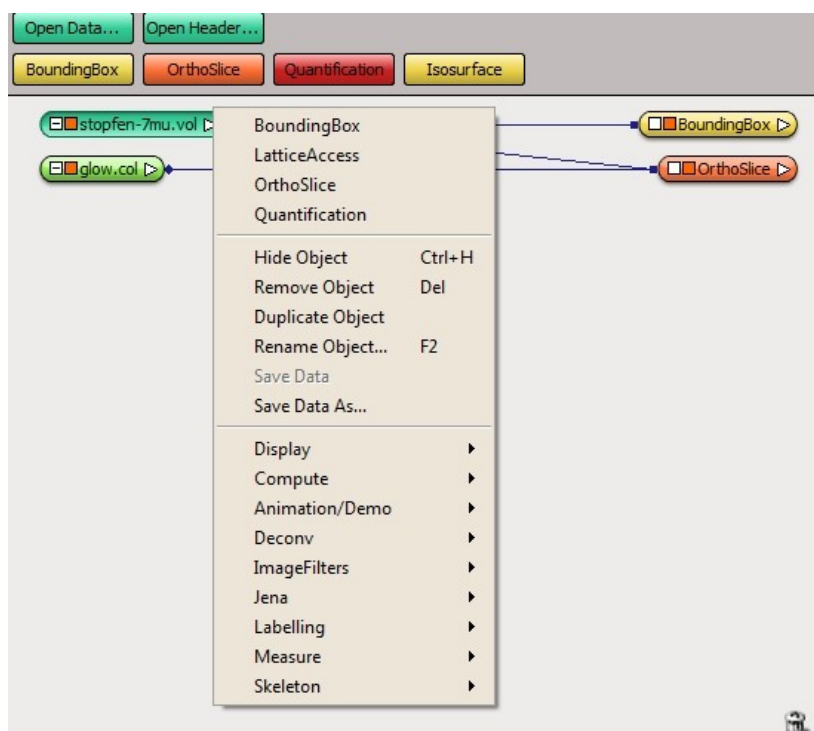 Open Data... Open Header...
BoundingBox OrthoSlice Quantification Isosurface
stopfen-7mu.vol
glow.col
BoundingBox
LatticeAccess
OrthoSlice
Quantification
Hide Object Ctrl+H
Remove Object Del
Duplicate Object
Rename Object... F2
Save Data
Save Data As...
Display
Compute
Animation/Demo
Deconv
ImageFilters
Jena
Labelling
Measure
Skeleton
BoundingBox
OrthoSlice